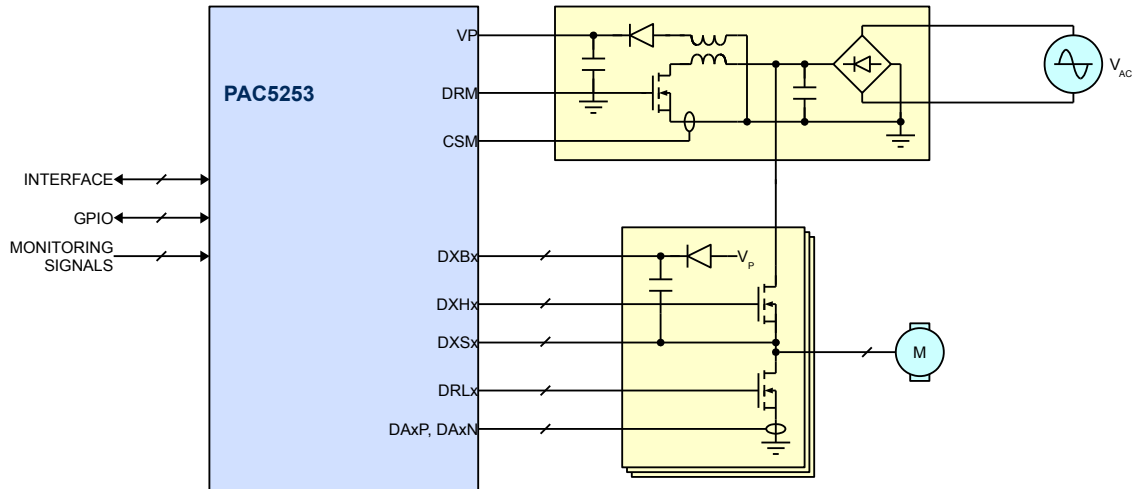 VP
PAC5253
DRM
CSM
V_AC
INTERFACE
GPIO
MONITORING
SIGNALS
DXBx
V_P
DXHx
DXSx
M
DRLx
DAxP, DAxN